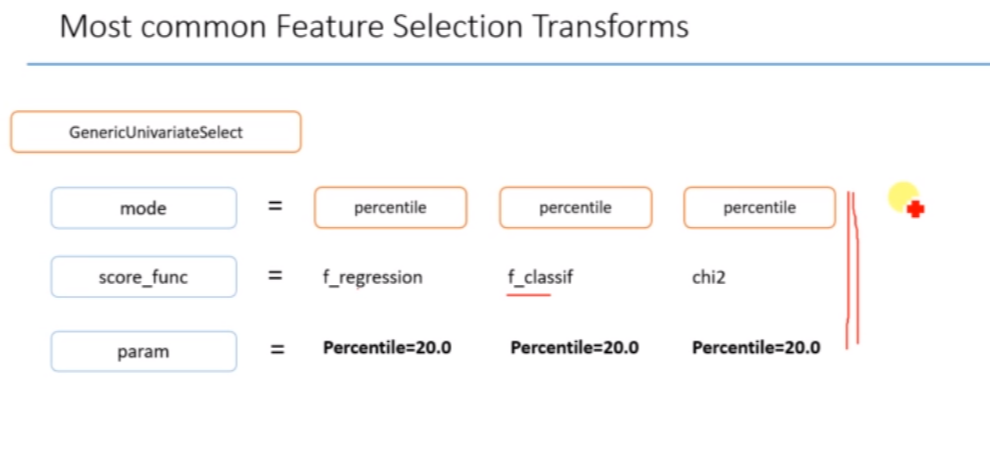 Most common Feature Selection Transforms
GenericUnivariateSelect
mode = percentile percentile percentile
score_func = f_regression f_classif chi2
param = Percentile=20.0 Percentile=20.0 Percentile=20.0